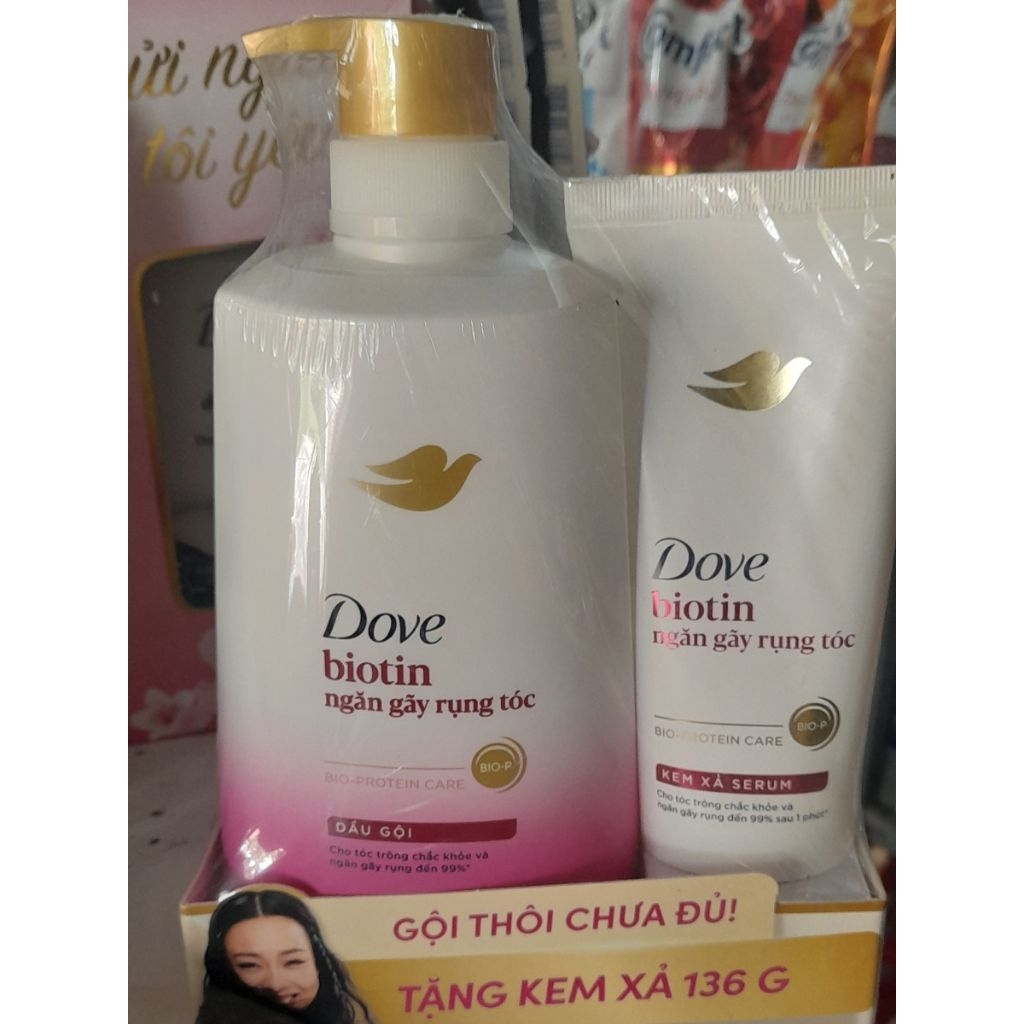 tôi yêu
Comfort
Dove
biotin
ngăn gãy rụng tóc
BIO-PROTEIN CARE
BIO-P
DẦU GỘI
Cho tóc trông chắc khỏe và
ngăn gãy rụng đến 99%*
Dove
biotin
ngăn gãy rụng tóc
BIO-PROTEIN CARE
BIO-P
KEM XẢ SERUM
Cho tóc trông chắc khỏe và
ngăn gãy rụng đến 99% sau 1 phút*
GỘI THÔI CHƯA ĐỦ!
TẶNG KEM XẢ 136 G